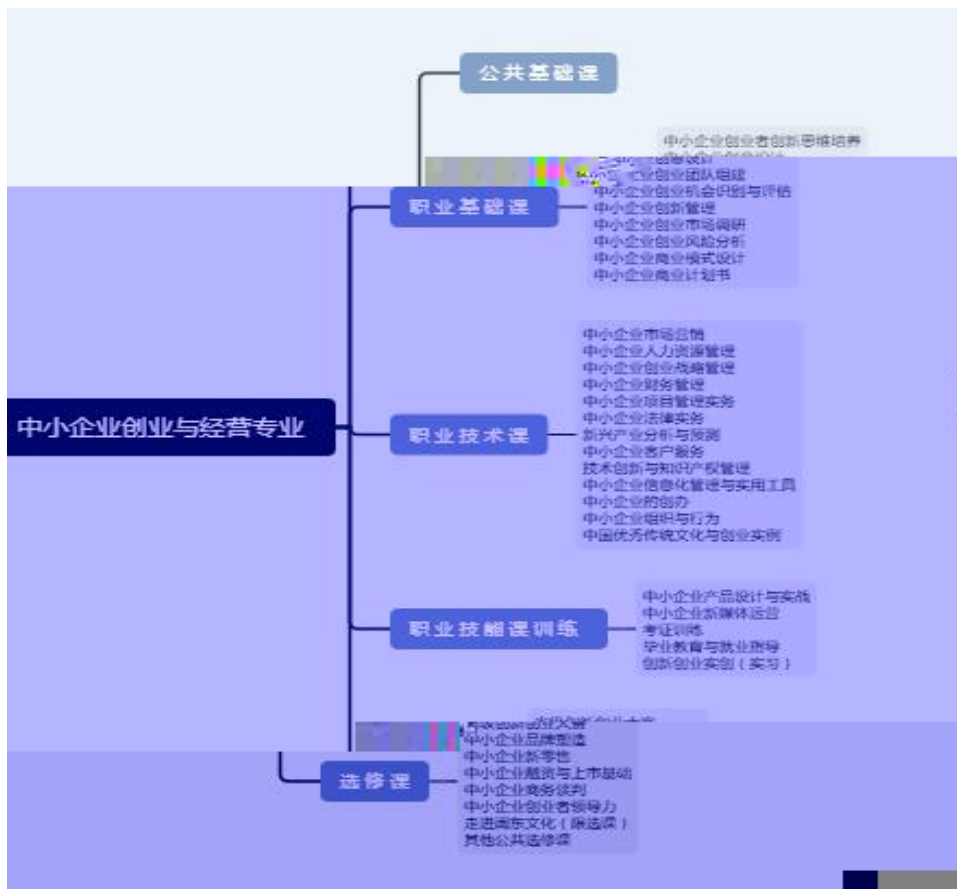 公共基础课
中小企业创业者创新思维培养
中小企业创业团队组建
职业基础课
中小企业创业机会识别与评估
中小企业创新管理
中小企业创业市场调研
中小企业创业风险分析
中小企业商业模式设计
中小企业商业计划书
中小企业市场营销
中小企业人力资源管理
中小企业创业战略管理
中小企业财务管理
中小企业项目管理实务
中小企业创业与经营专业
职业技术课
中小企业法律实务
新兴产业分析与预测
中小企业客户服务
技术创新与知识产权管理
中小企业信息化管理与实用工具
中小企业的创办
中小企业组织与行为
中国优秀传统文化与创业实例
中小企业产品设计与实战
中小企业新媒体运营
职业技能课训练
考证训练
毕业教育与就业指导
创新创业实创（实习）
中小企业品牌塑造
中小企业新零售
中小企业融资与上市基础
选修课
中小企业商务谈判
中小企业创业者领导力
走进闽东文化（限选课）
其他公共选修课